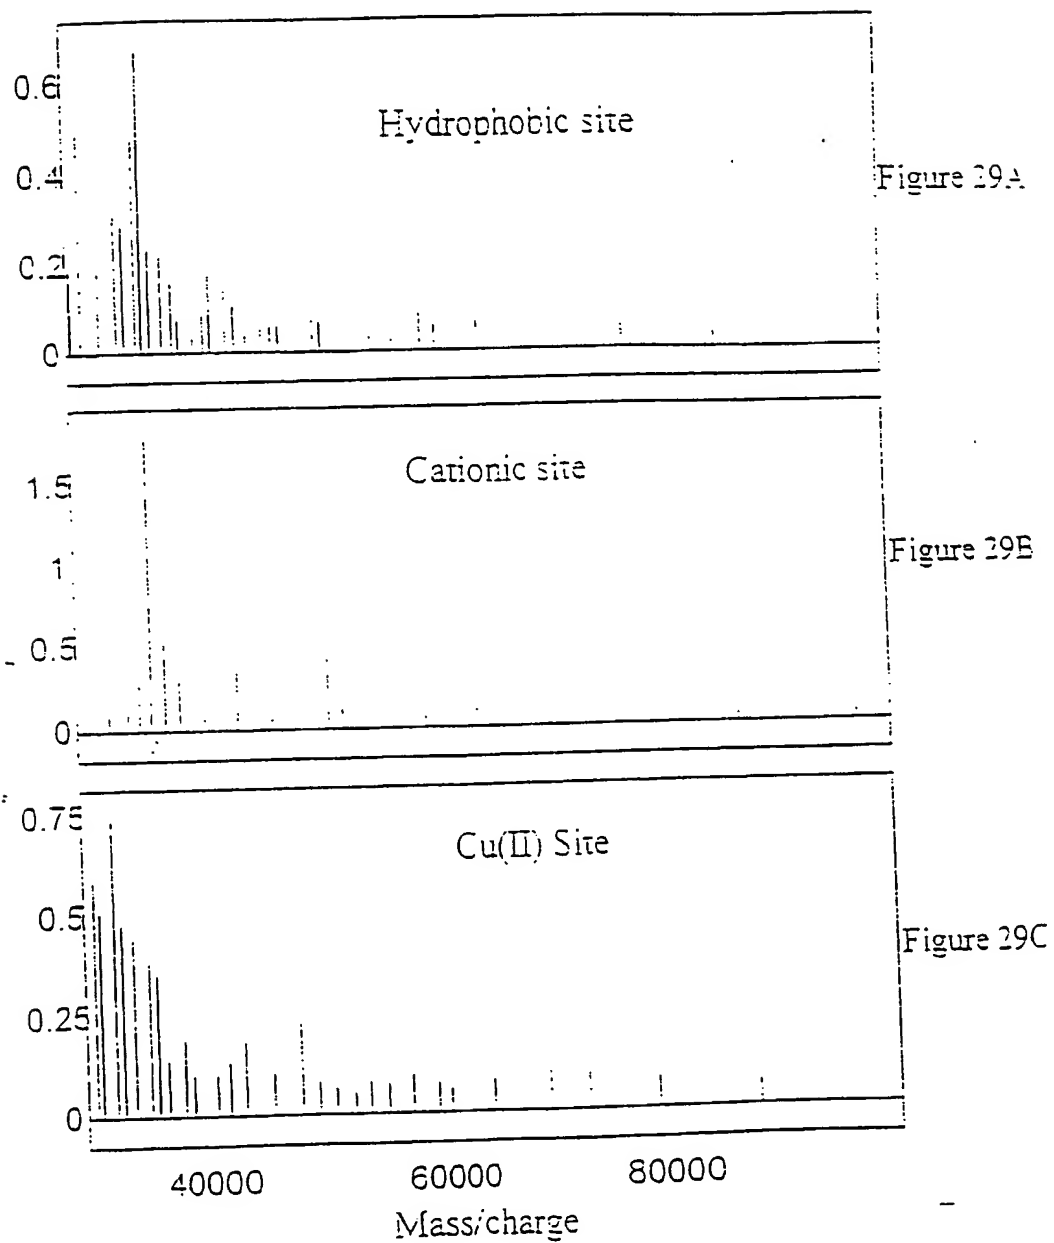 0.6
Hydrophobic site
0.4
Figure 29A
0.2
0
Cationic site
1.5
Figure 29B
1
0.5
0
0.75
Cu(II) Site
0.5
Figure 29C
0.25
0
40000 60000 80000
Mass/charge